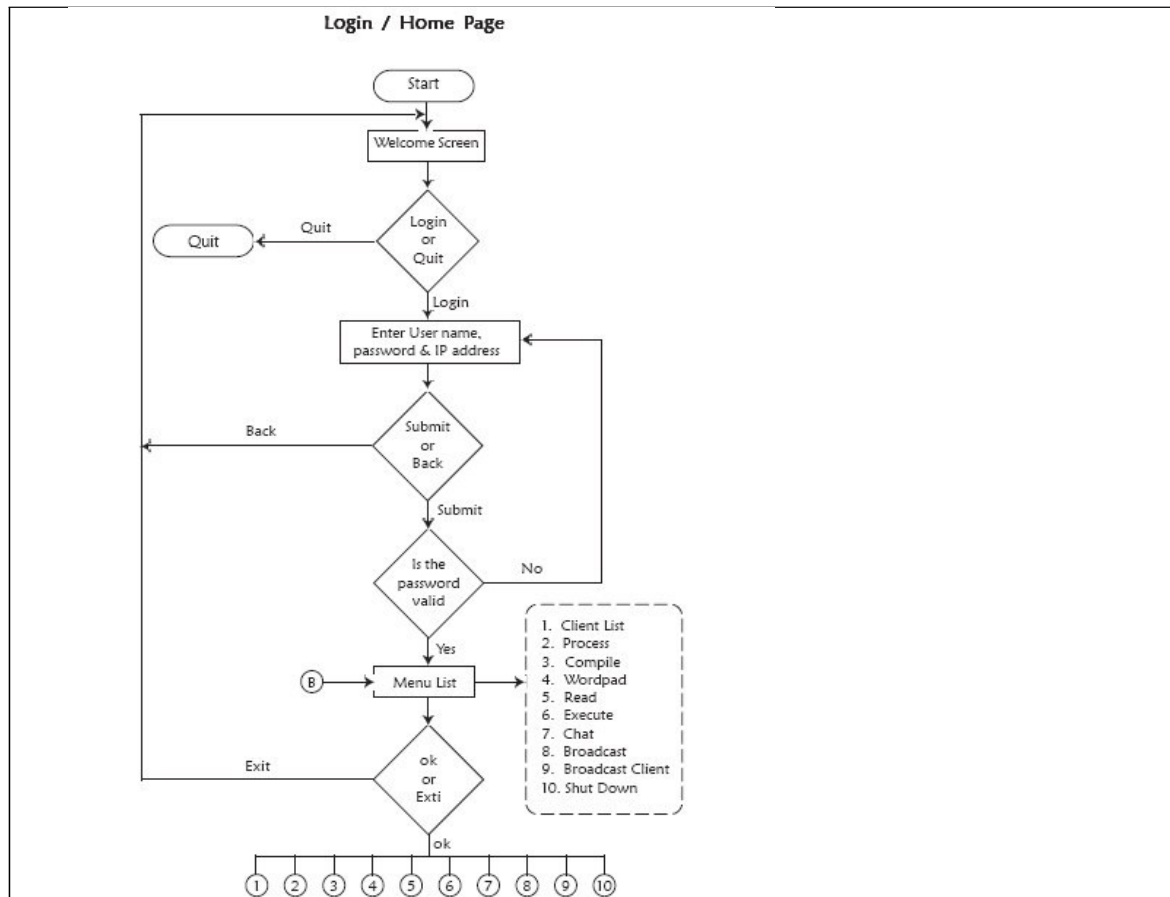 Login / Home Page
Start
Welcome Screen
Login
or
Quit
Quit
Quit
Login
Enter User name,
password & IP address
Submit
or
Back
Back
Submit
Is the
password
valid
No
Yes
B
Menu List
1. Client List
2. Process
3. Compile
4. Wordpad
5. Read
6. Execute
7. Chat
8. Broadcast
9. Broadcast Client
10. Shut Down
ok
or
Exti
Exit
ok
1 2 3 4 5 6 7 8 9 10